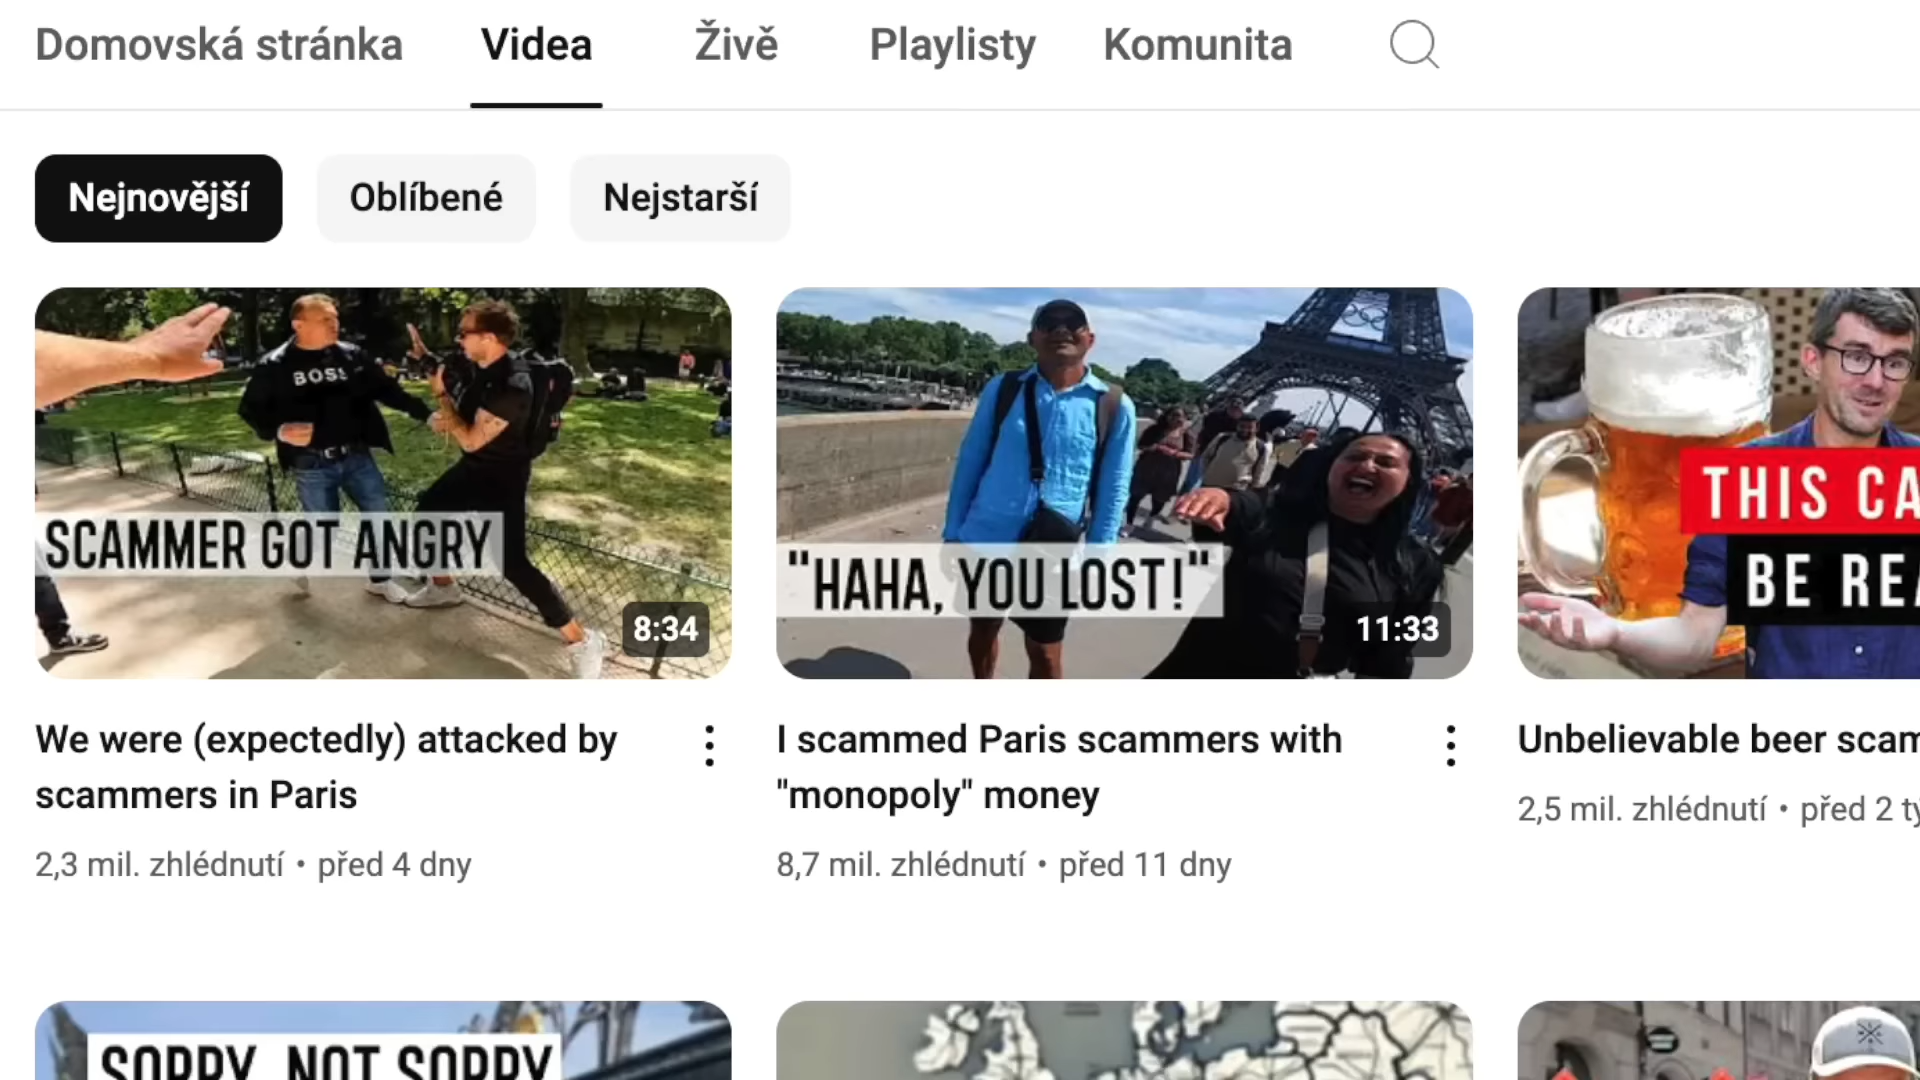 Domovská stránka Videa Živě Playlisty Komunita
Nejnovější Oblíbené Nejstarší
BOSS
SCAMMER GOT ANGRY
8:34
"HAHA, YOU LOST!"
11:33
THIS CA
BE REA
We were (expectedly) attacked by
scammers in Paris
2,3 mil. zhlédnutí • před 4 dny
I scammed Paris scammers with
"monopoly" money
8,7 mil. zhlédnutí • před 11 dny
Unbelievable beer scam
2,5 mil. zhlédnutí • před 2 tý
SORRY, NOT SORRY